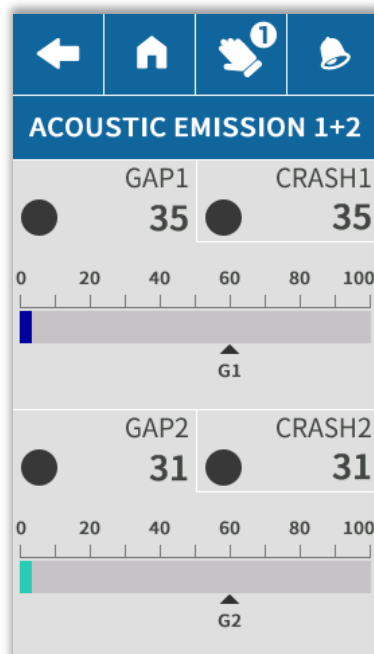 1
ACOUSTIC EMISSION 1+2
GAP1 CRASH1
35 35
0 20 40 60 80 100
G1
GAP2 CRASH2
31 31
0 20 40 60 80 100
G2